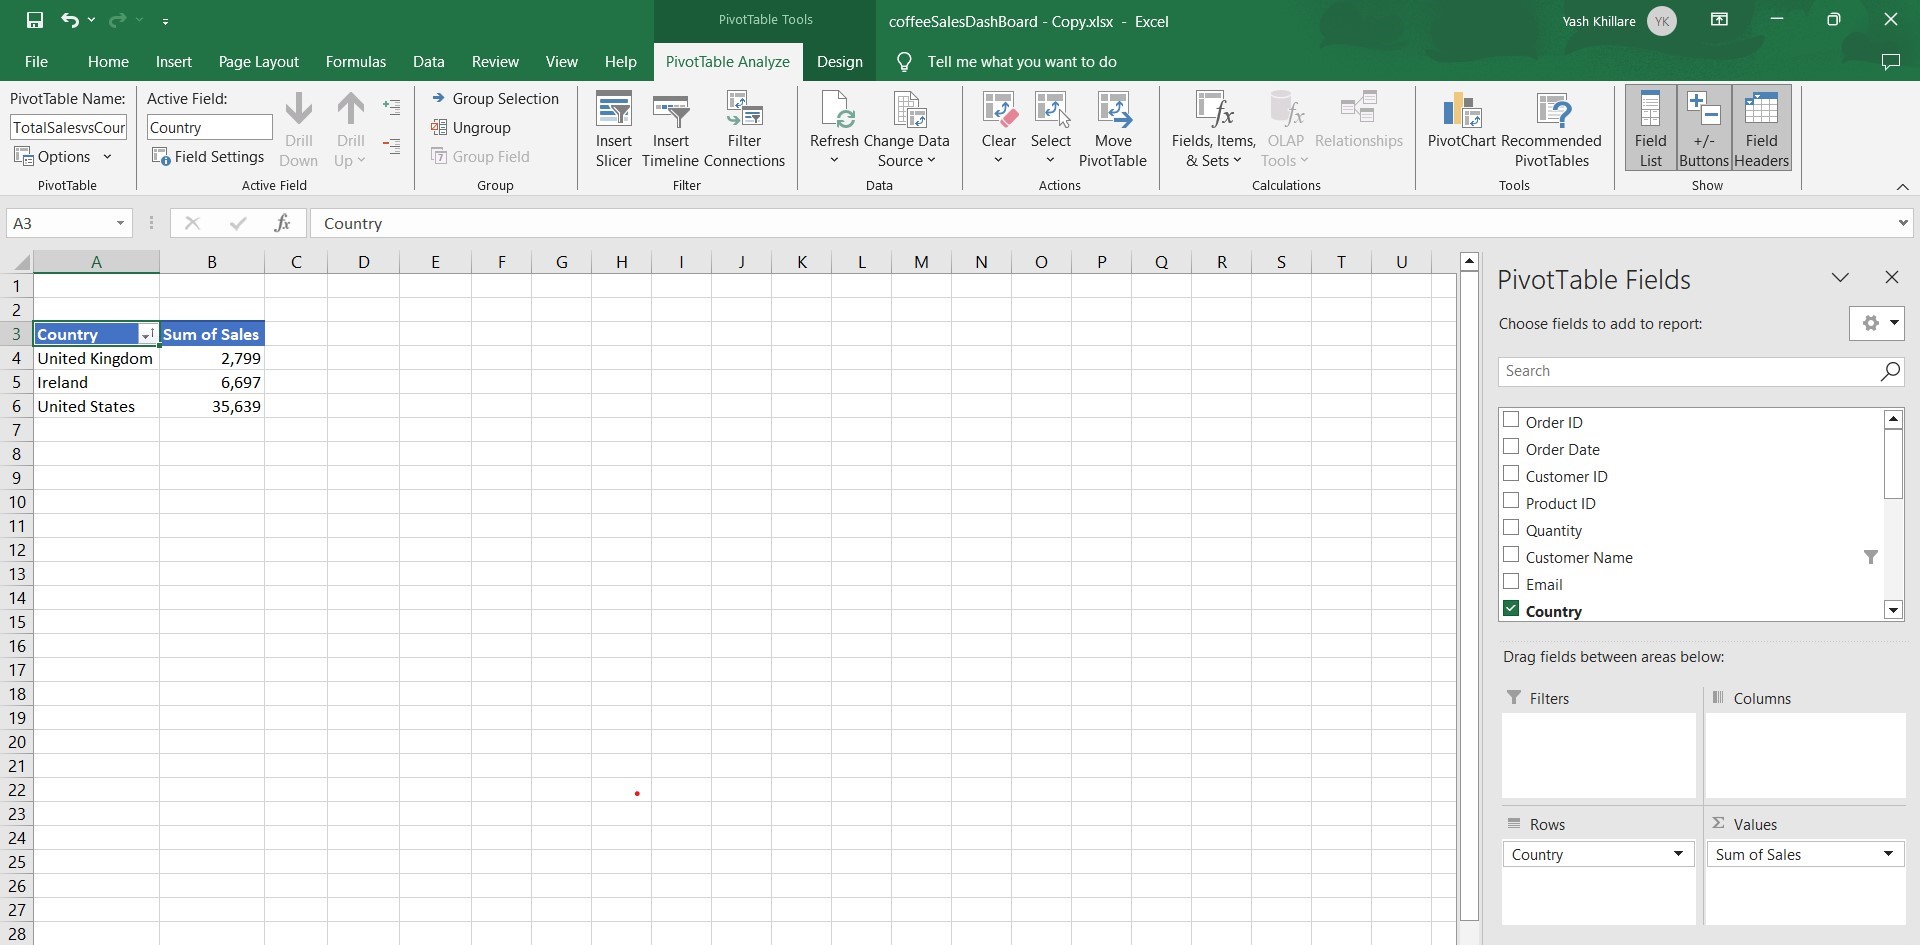 PivotTable Tools
coffeeSalesDashBoard - Copy.xlsx - Excel
Yash Khillare YK
File Home Insert Page Layout Formulas Data Review View Help PivotTable Analyze Design Tell me what you want to do
PivotTable Name:
TotalSalesvsCour
Options
PivotTable
Active Field:
Country
Field Settings
Drill Down
Drill Up
Active Field
Group Selection
Ungroup
Group Field
Group
Insert Slicer
Insert Timeline
Filter Connections
Filter
Refresh
Change Data Source
Data
Clear
Select
Move PivotTable
Actions
Fields, Items, & Sets
OLAP Tools
Relationships
Calculations
PivotChart
Recommended PivotTables
Tools
Field List
+/- Buttons
Field Headers
Show
A3 fx Country
A B C D E F G H I J K L M N O P Q R S T U
1
2
3 Country Sum of Sales
4 United Kingdom 2,799
5 Ireland 6,697
6 United States 35,639
7
8
9
10
11
12
13
14
15
16
17
18
19
20
21
22
23
24
25
26
27
28
PivotTable Fields
Choose fields to add to report:
Search
Order ID
Order Date
Customer ID
Product ID
Quantity
Customer Name
Email
Country
Drag fields between areas below:
Filters
Columns
Rows
Country
Σ Values
Sum of Sales